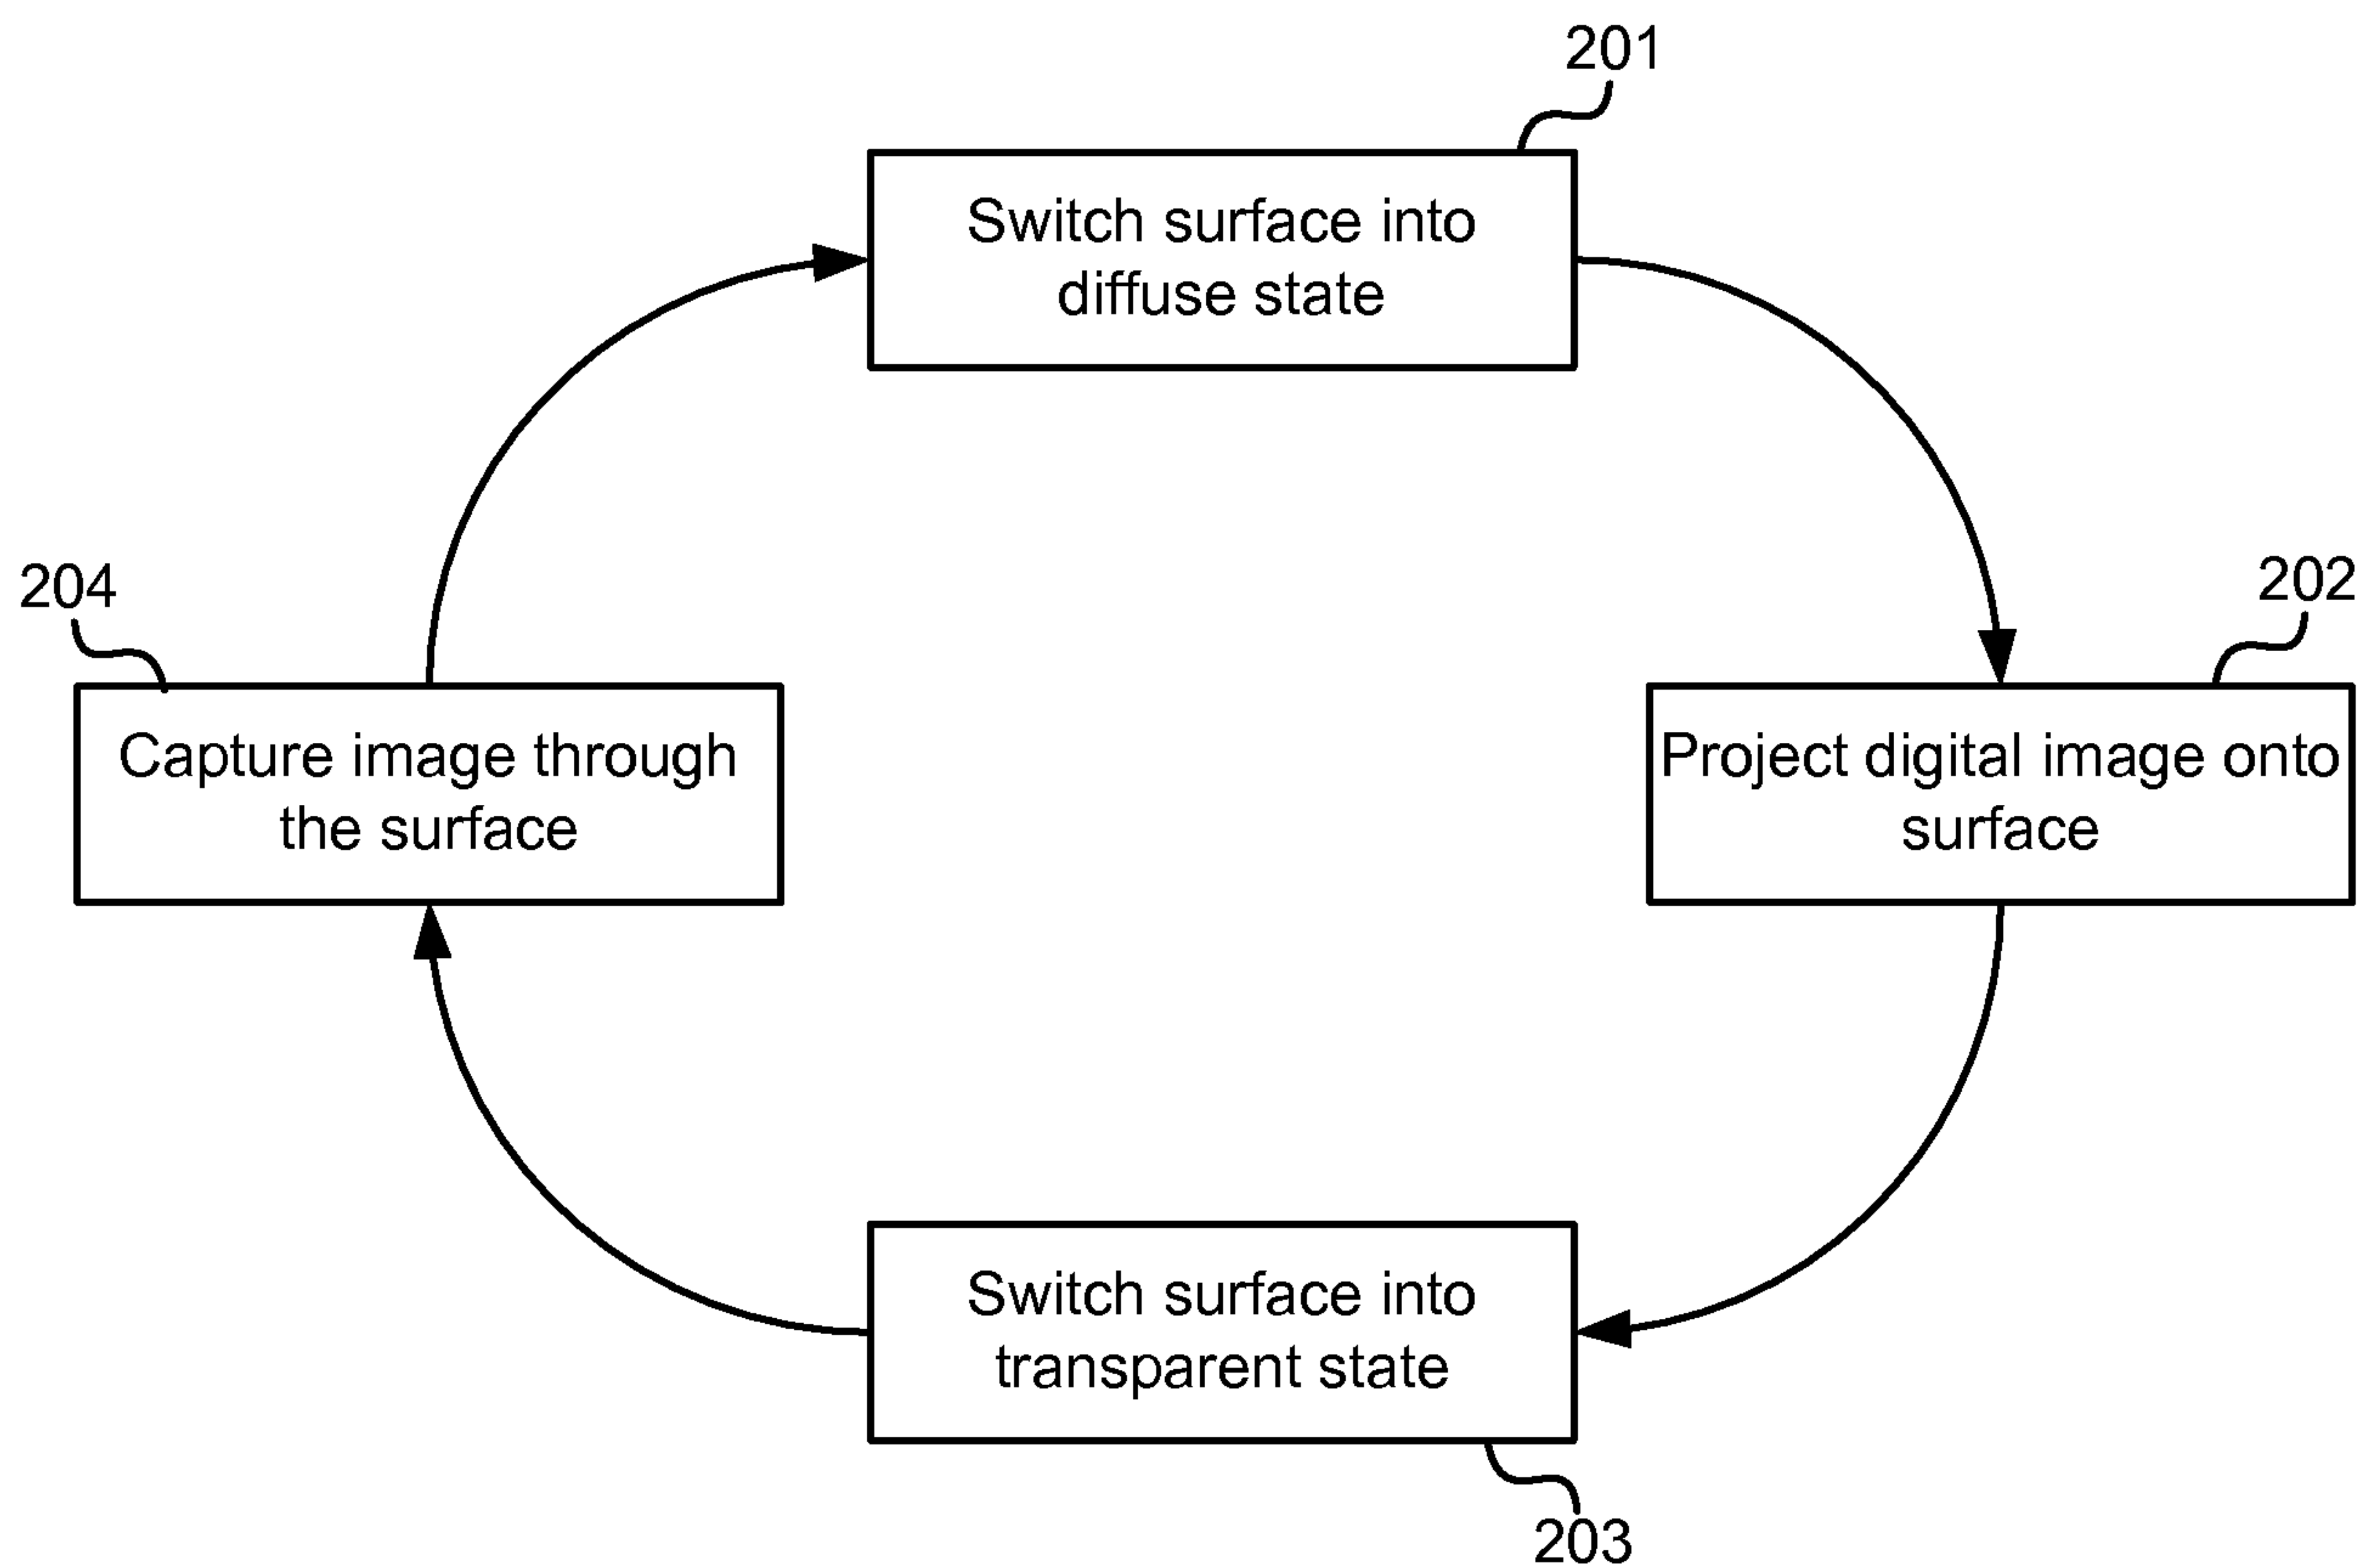 201
Switch surface into
diffuse state
202
Project digital image onto
surface
203
Switch surface into
transparent state
204
Capture image through
the surface